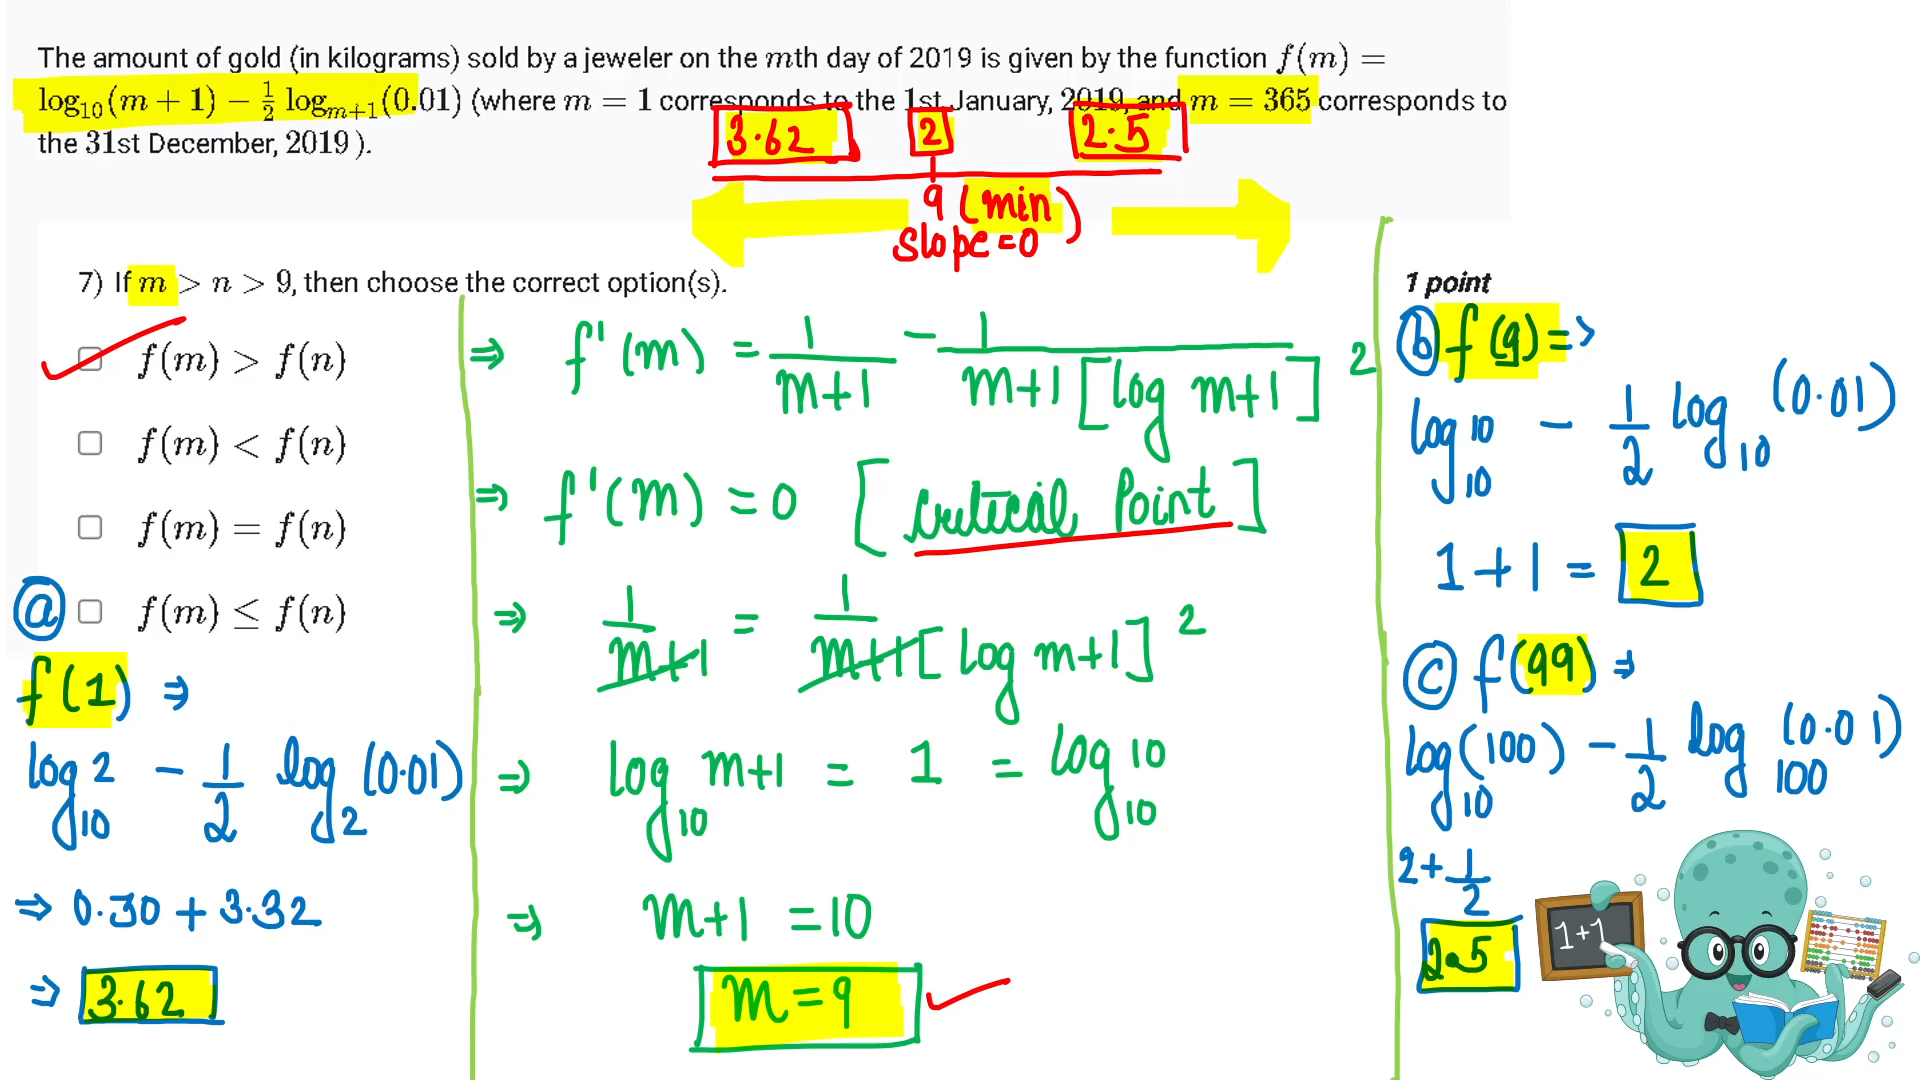 The amount of gold (in kilograms) sold by a jeweler on the mth day of 2019 is given by the function f(m) =
log₁₀(m + 1) − 1/2 logₘ₊₁(0.01) (where m = 1 corresponds to the 1st January, 2019, and m = 365 corresponds to
the 31st December, 2019 ).
3.62 2 2.5
9 (min)
slope=0
7) If m > n > 9, then choose the correct option(s).
1 point
f(m) > f(n)
f(m) < f(n)
f(m) = f(n)
f(m) ≤ f(n)
ⓐ
f(1) ⇒
log₁₀ 2 − 1/2 log₂ (0.01)
⇒ 0.30 + 3.32
⇒ 3.62
⇒ f'(m) = 1/m+1 − 1/m+1 [log m+1]²
⇒ f'(m) = 0 [Critical Point]
⇒ 1/m+1 = 1/m+1 [log m+1]²
⇒ log₁₀ m+1 = 1 = log₁₀ 10
⇒ m+1 = 10
m = 9
ⓑ f(9) ⇒
log₁₀ 10 − 1/2 log₁₀ (0.01)
1 + 1 = 2
ⓒ f(99) ⇒
log₁₀ (100) − 1/2 log₁₀₀ (0.01)
2 + 1/2
2.5
1+1